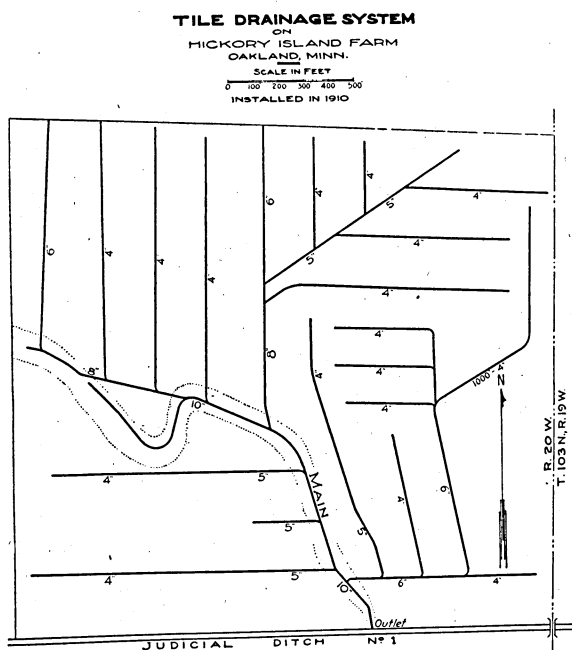 TILE DRAINAGE SYSTEM
ON
HICKORY ISLAND FARM
OAKLAND, MINN.
SCALE IN FEET
0 100 200 300 400 500
INSTALLED IN 1910
6"
4
4
4
6"
4"
4
5"
4"
5"
4"
4"
8"
4"
4"
4"
4"
1000-4"
N
8"
10"
R. 20 W.
T. 103 N, R. 19 W.
4"
5"
MAIN
5"
5"
4
6"
4"
5"
10"
6"
4"
Outlet
JUDICIAL DITCH Nº 1